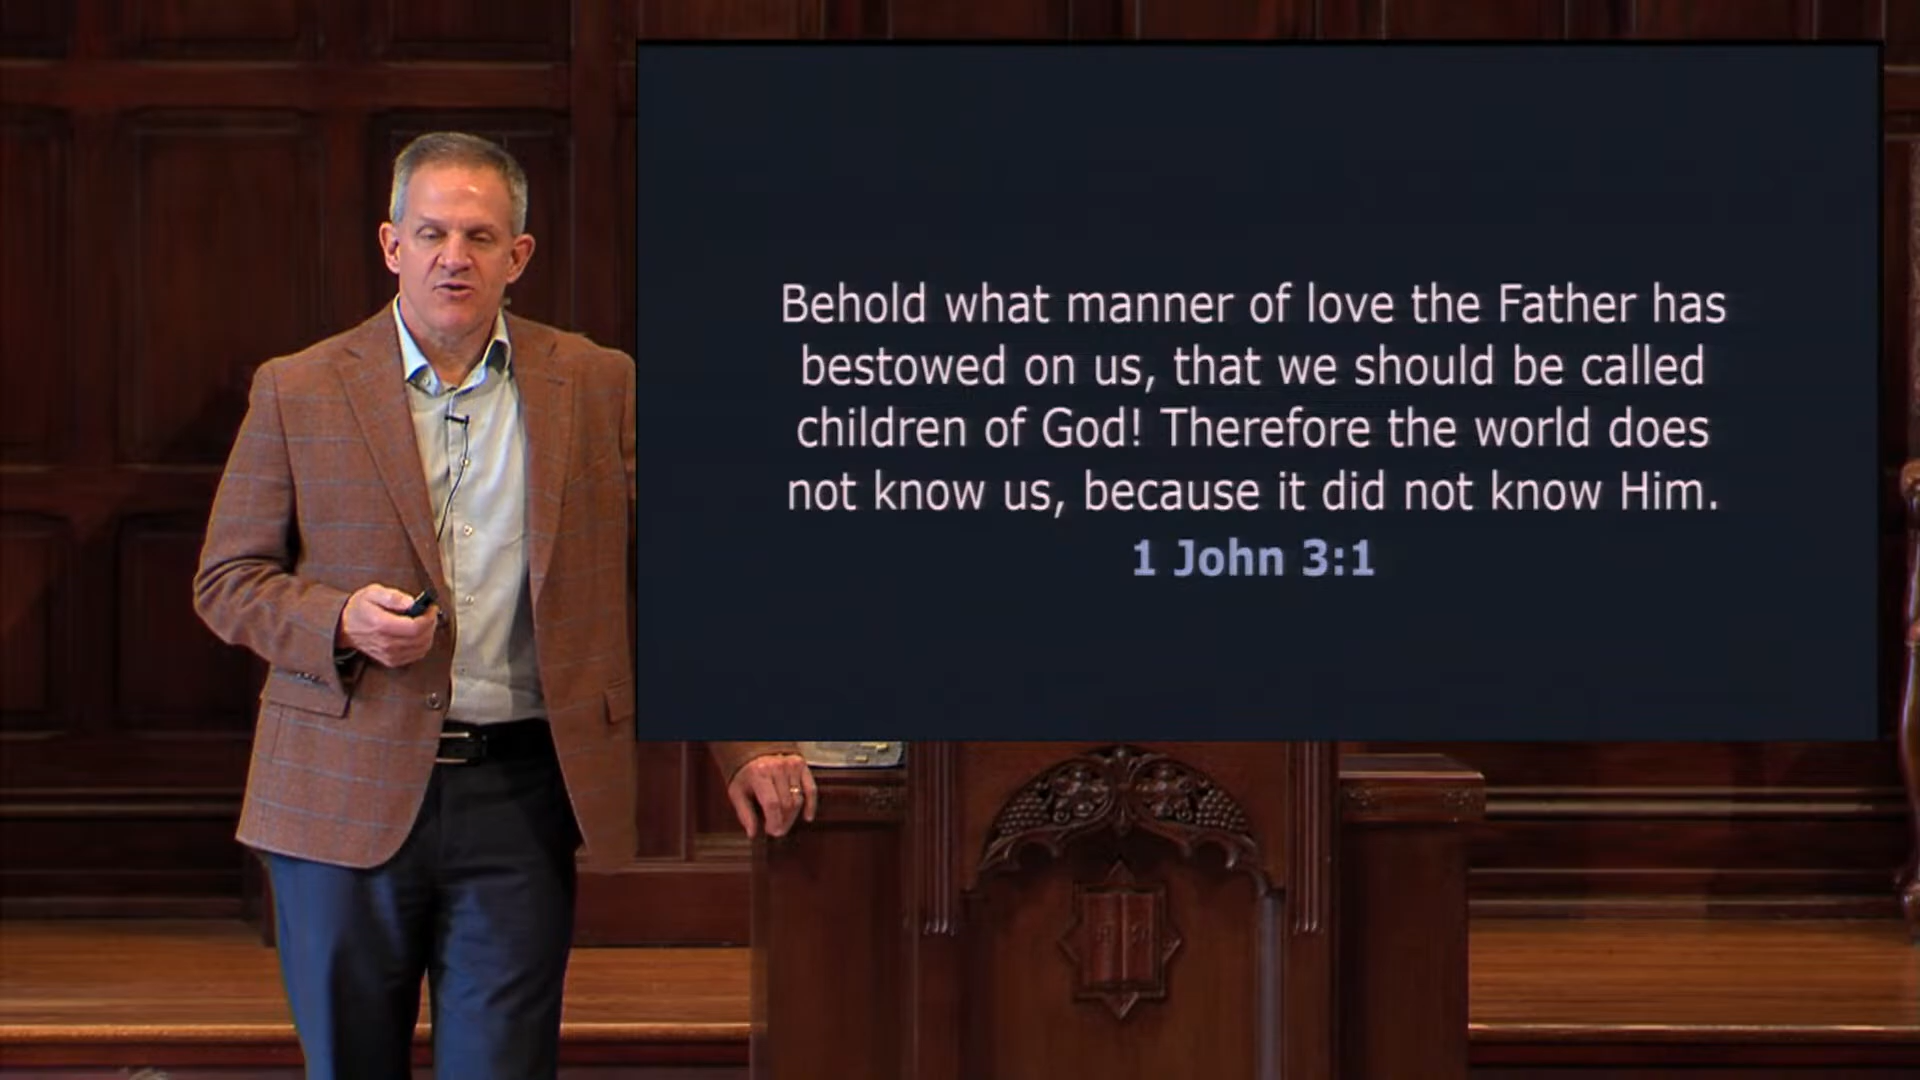 Behold what manner of love the Father has
bestowed on us, that we should be called
children of God! Therefore the world does
not know us, because it did not know Him.
1 John 3:1